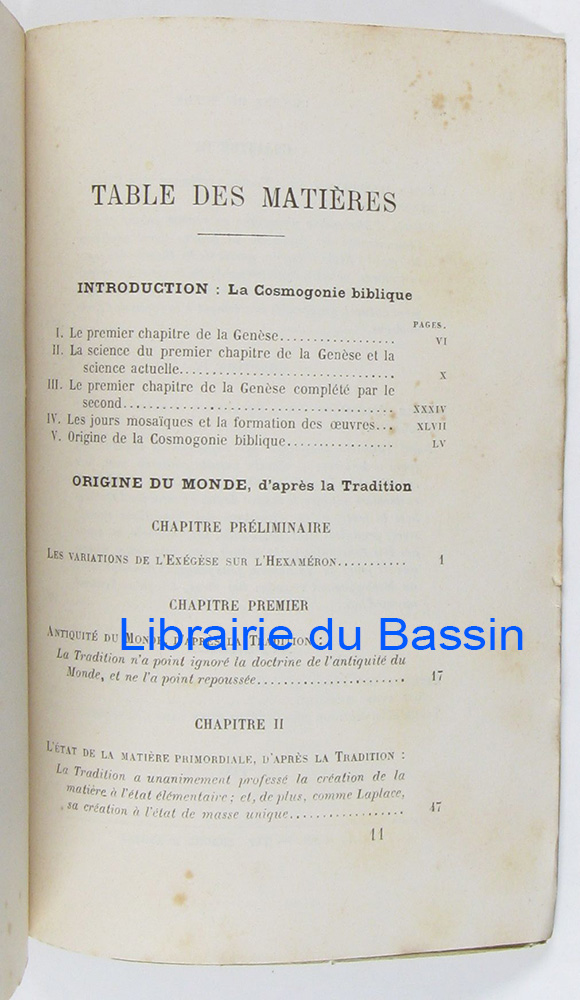 TABLE DES MATIÈRES
INTRODUCTION : La Cosmogonie biblique
PAGES.
I. Le premier chapitre de la Genèse.................. VI
II. La science du premier chapitre de la Genèse et la
science actuelle................................. X
III. Le premier chapitre de la Genèse complété par le
second.......................................... XXXIV
IV. Les jours mosaïques et la formation des œuvres... XLVII
V. Origine de la Cosmogonie biblique................. LV
ORIGINE DU MONDE, d'après la Tradition
CHAPITRE PRÉLIMINAIRE
LES VARIATIONS DE L'EXÉGÈSE SUR L'HEXAMÉRON........... 1
CHAPITRE PREMIER
ANTIQUITÉ DU MONDE, D'APRÈS LA TRADITION :
Librairie du Bassin
La Tradition n'a point ignoré la doctrine de l'antiquité du
Monde, et ne l'a point repoussée....................... 17
CHAPITRE II
L'ÉTAT DE LA MATIÈRE PRIMORDIALE, D'APRÈS LA TRADITION :
La Tradition a unanimement professé la création de la
matière à l'état élémentaire ; et, de plus, comme Laplace,
sa création à l'état de masse unique.................. 47
11